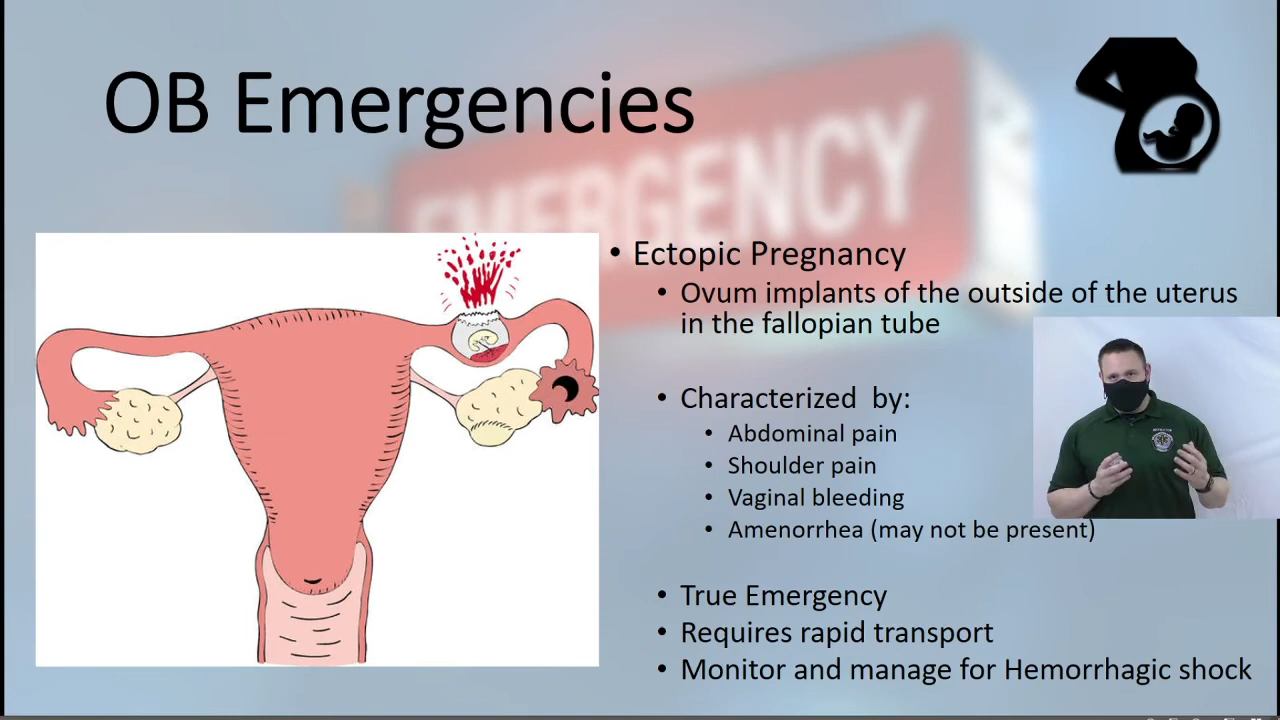 OB Emergencies
EMERGENCY
• Ectopic Pregnancy
• Ovum implants of the outside of the uterus
in the fallopian tube
• Characterized  by:
• Abdominal pain
• Shoulder pain
• Vaginal bleeding
• Amenorrhea (may not be present)
• True Emergency
• Requires rapid transport
• Monitor and manage for Hemorrhagic shock